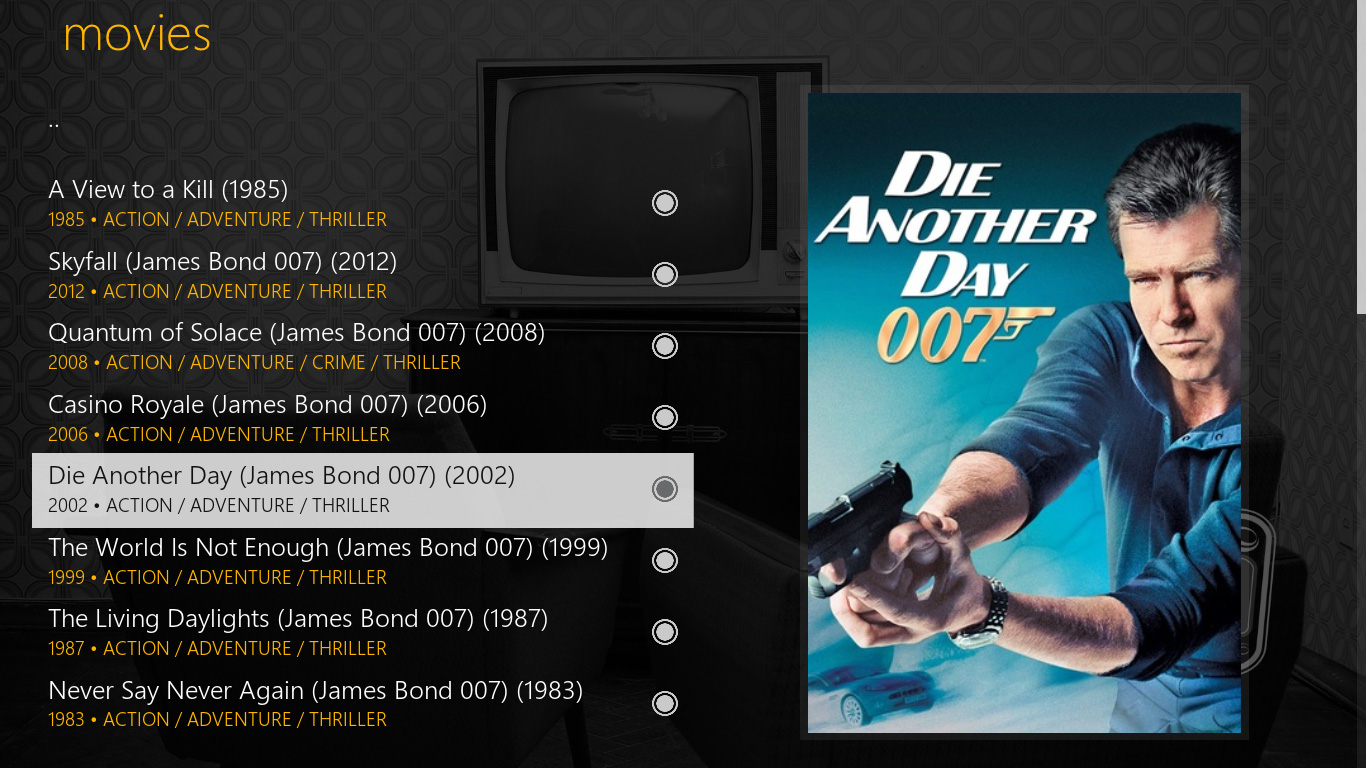 movies
..
A View to a Kill (1985)
1985 • ACTION / ADVENTURE / THRILLER
Skyfall (James Bond 007) (2012)
2012 • ACTION / ADVENTURE / THRILLER
Quantum of Solace (James Bond 007) (2008)
2008 • ACTION / ADVENTURE / CRIME / THRILLER
Casino Royale (James Bond 007) (2006)
2006 • ACTION / ADVENTURE / THRILLER
Die Another Day (James Bond 007) (2002)
2002 • ACTION / ADVENTURE / THRILLER
The World Is Not Enough (James Bond 007) (1999)
1999 • ACTION / ADVENTURE / THRILLER
The Living Daylights (James Bond 007) (1987)
1987 • ACTION / ADVENTURE / THRILLER
Never Say Never Again (James Bond 007) (1983)
1983 • ACTION / ADVENTURE / THRILLER
DIE
ANOTHER
DAY
007